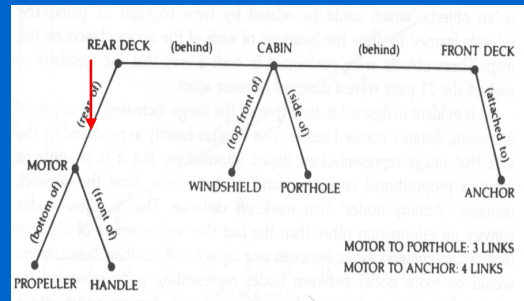 REAR DECK (behind) CABIN (behind) FRONT DECK
(rear of)
(top front of)
(side of)
(attached to)
MOTOR
WINDSHIELD PORTHOLE
ANCHOR
(bottom of)
(front of)
MOTOR TO PORTHOLE: 3 LINKS
MOTOR TO ANCHOR: 4 LINKS
PROPELLER HANDLE